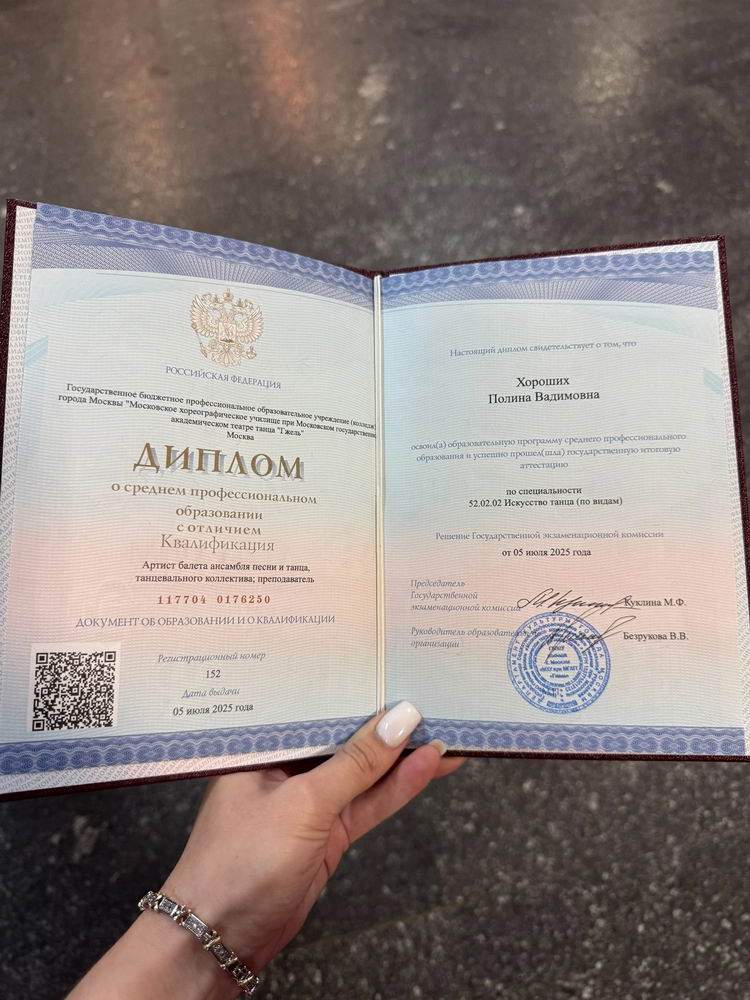 РОССИЙСКАЯ ФЕДЕРАЦИЯ
Государственное бюджетное профессиональное образовательное учреждение (колледж)
города Москвы "Московское хореографическое училище при Московском государственном
академическом театре танца "Гжель"
Москва
ДИПЛОМ
о среднем профессиональном
образовании
с отличием
Квалификация
Артист балета ансамбля песни и танца,
танцевального коллектива; преподаватель
117704 0176250
ДОКУМЕНТ ОБ ОБРАЗОВАНИИ И О КВАЛИФИКАЦИИ
Регистрационный номер
152
Дата выдачи
05 июля 2025 года
Настоящий диплом свидетельствует о том, что
Хороших
Полина Вадимовна
освоил(а) образовательную программу среднего профессионального
образования и успешно прошел(шла) государственную итоговую
аттестацию
по специальности
52.02.02 Искусство танца (по видам)
Решение Государственной экзаменационной комиссии
от 05 июля 2025 года
Председатель
Государственной
экзаменационной комиссии
Куклина М.Ф.
Руководитель образовательной
организации
Безрукова В.В.